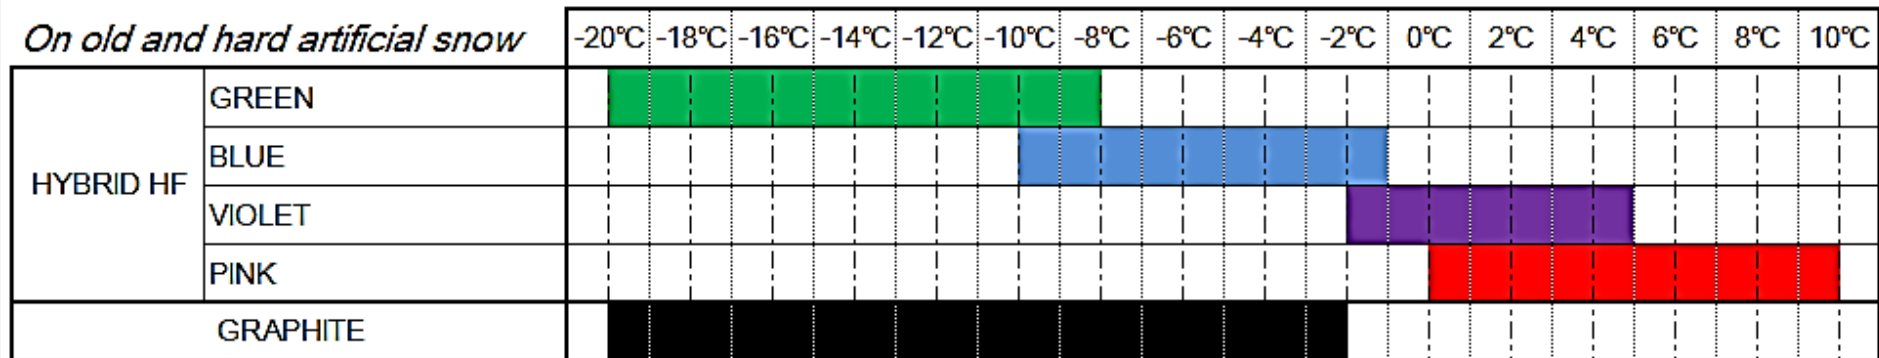 On old and hard artificial snow -20°C -18°C -16°C -14°C -12°C -10°C -8°C -6°C -4°C -2°C 0°C 2°C 4°C 6°C 8°C 10°C
GREEN
BLUE
HYBRID HF
VIOLET
PINK
GRAPHITE